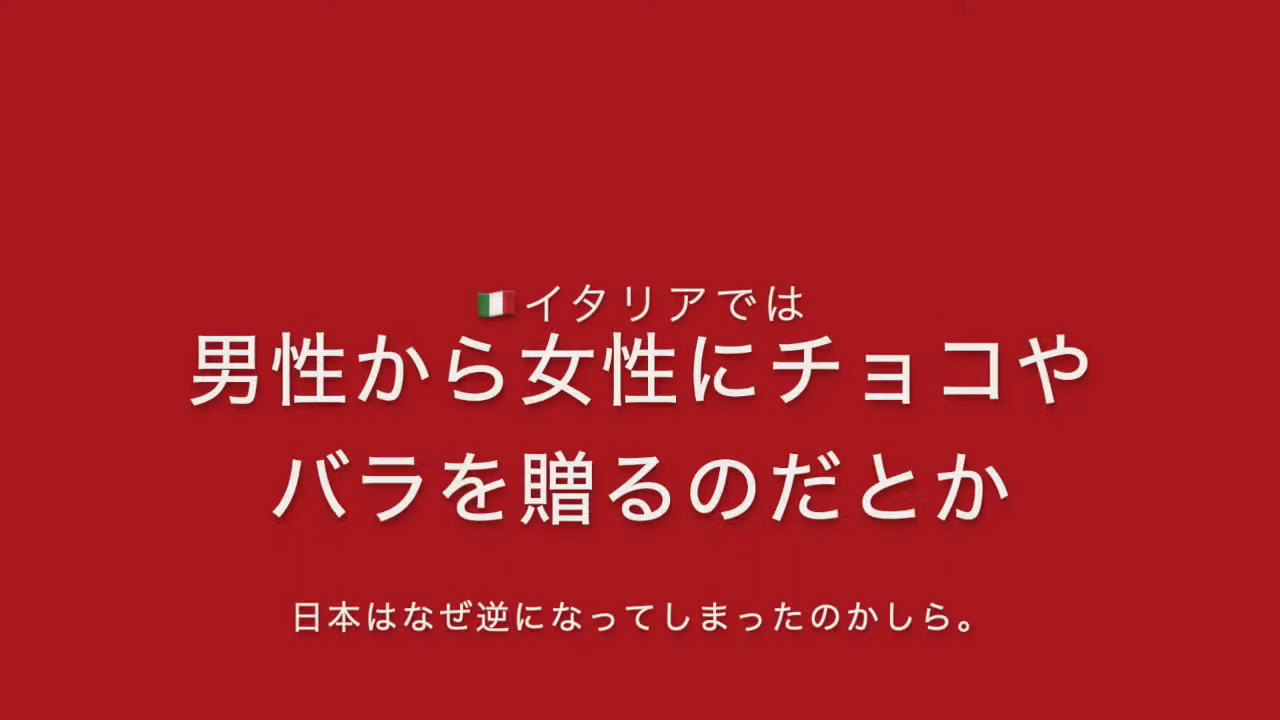 🇮🇹イタリアでは
男性から女性にチョコや
バラを贈るのだとか
日本はなぜ逆になってしまったのかしら。